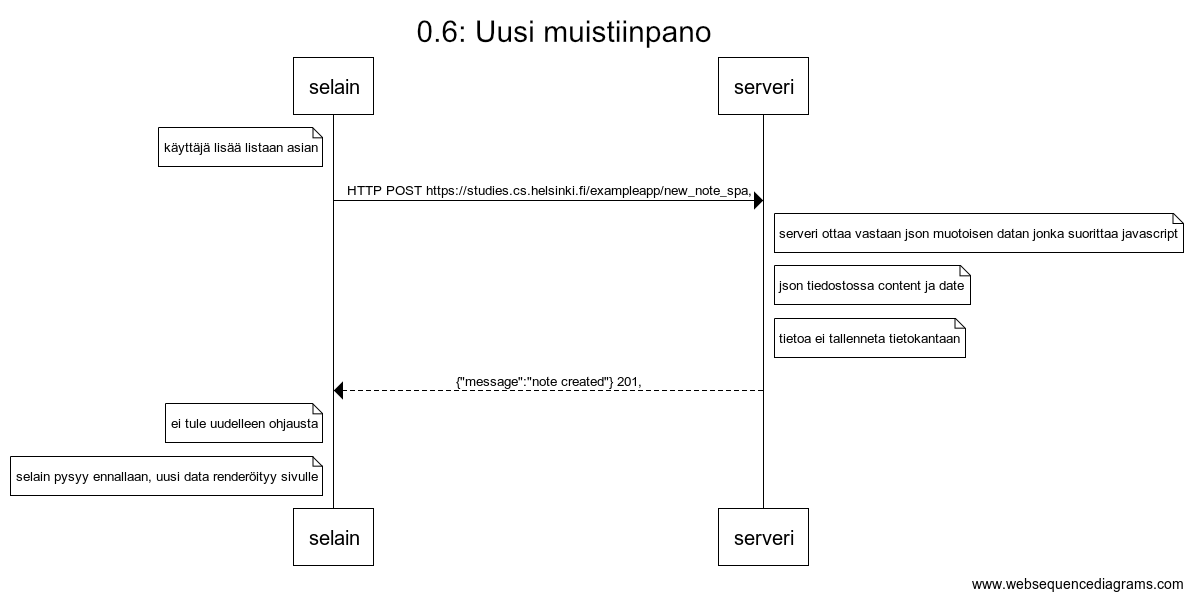 0.6: Uusi muistiinpano
selain
serveri
käyttäjä lisää listaan asian
HTTP POST https://studies.cs.helsinki.fi/exampleapp/new_note_spa,
serveri ottaa vastaan json muotoisen datan jonka suorittaa javascript
json tiedostossa content ja date
tietoa ei tallenneta tietokantaan
{"message":"note created"} 201,
ei tule uudelleen ohjausta
selain pysyy ennallaan, uusi data renderöityy sivulle
selain
serveri
www.websequencediagrams.com